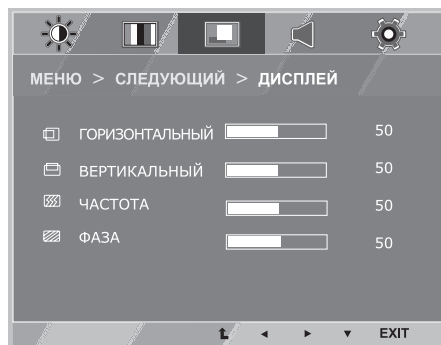 МЕНЮ > СЛЕДУЮЩИЙ > ДИСПЛЕЙ
ГОРИЗОНТАЛЬНЫЙ 50
ВЕРТИКАЛЬНЫЙ 50
ЧАСТОТА 50
ФАЗА 50
EXIT